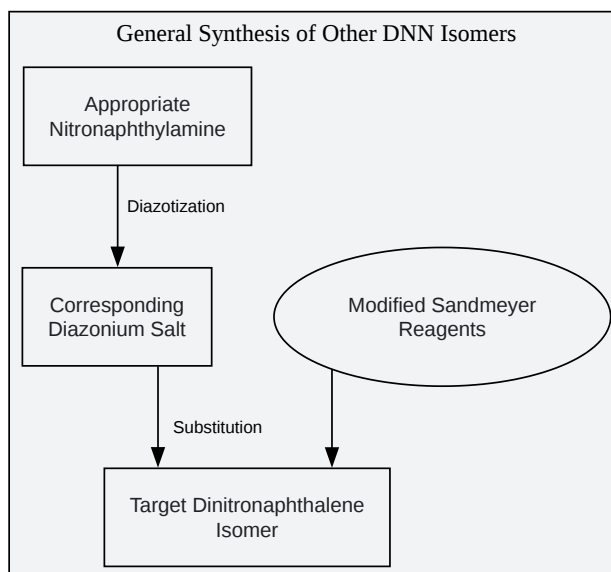 General Synthesis of Other DNN Isomers
Appropriate
Nitronaphthylamine
Diazotization
Corresponding
Diazonium Salt
Modified Sandmeyer
Reagents
Substitution
Target Dinitronaphthalene
Isomer